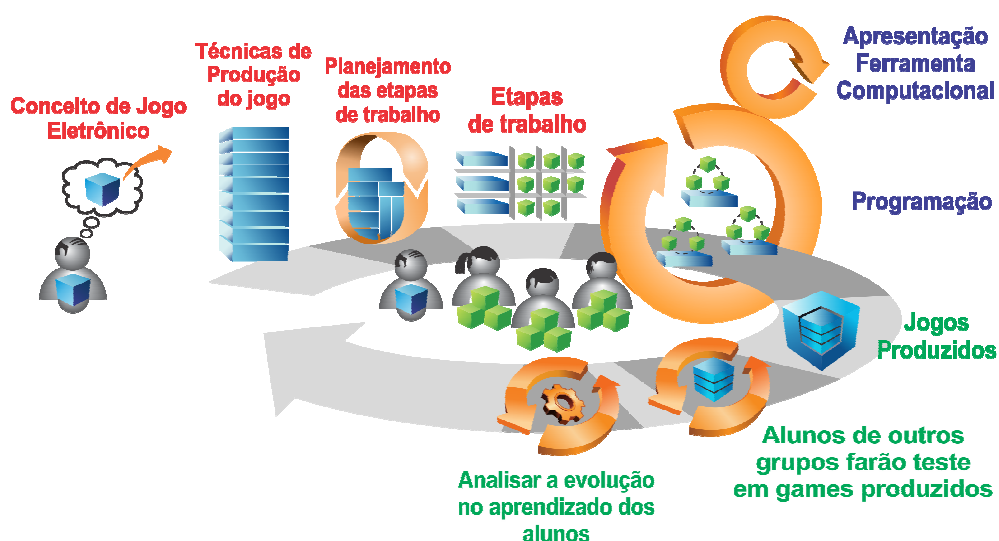 Conceito de Jogo
Eletrônico
Técnicas de
Produção
do jogo
Planejamento
das etapas
de trabalho
Etapas
de trabalho
Apresentação
Ferramenta
Computacional
Programação
Jogos
Produzidos
Alunos de outros
grupos farão teste
em games produzidos
Analisar a evolução
no aprendizado dos
alunos